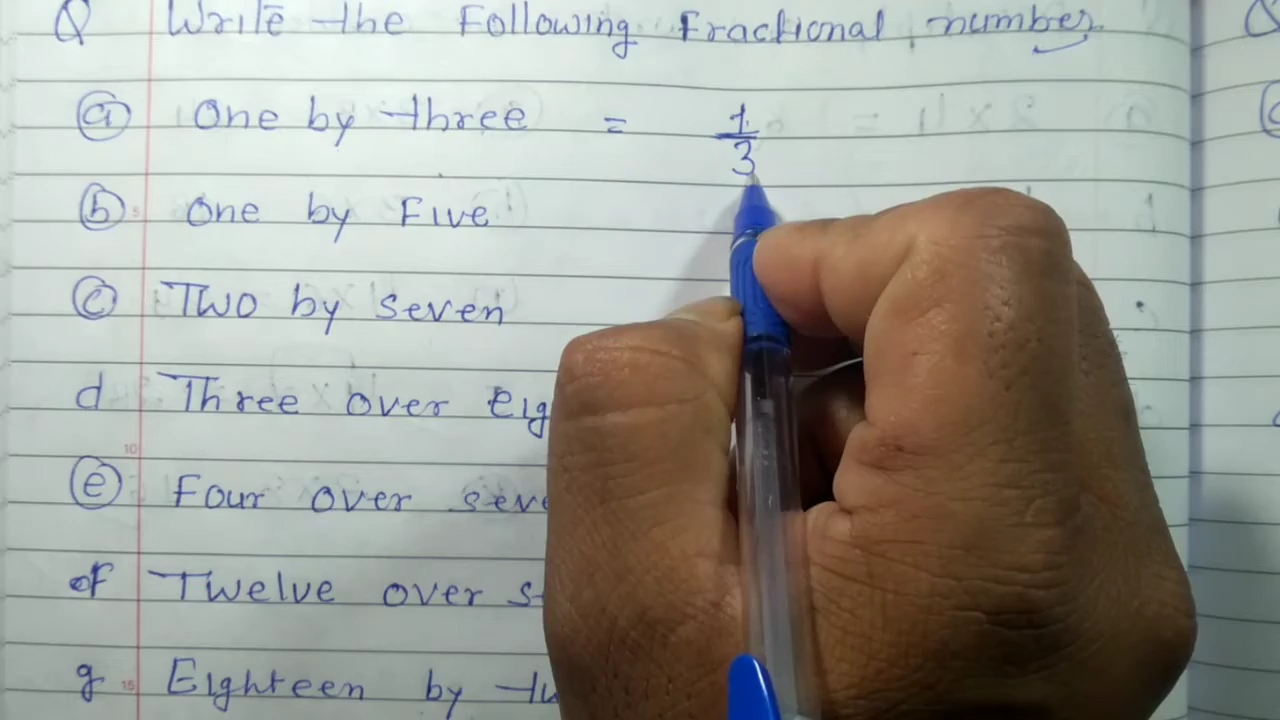 Q Write the Following Fractional number
a One by three = 1/3
b One by Five
c Two by seven
d Three over
e Four over
f Twelve over
g Eighteen by